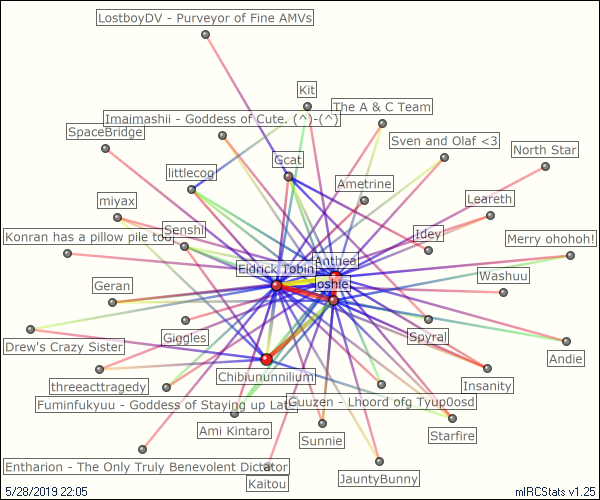 LostboyDV - Purveyor of Fine AMVs
Kit
The A & C Team
Imaimashii - Goddess of Cute. (^)-(^)
SpaceBridge
Sven and Olaf <3
North Star
Gcat
littlecog
Ametrine
miyax
Leareth
Senshi
Idey
Konran has a pillow pile too
Merry ohohoh!
Anthea
Eldrick Tobin
Washuu
oshie
Geran
Giggles
Spyral
Drew's Crazy Sister
Andie
Chibiununnilium
threeacttragedy
Insanity
Fuminfukyuu - Goddess of Staying up Late
Guuzen - Lhoord ofg Tyup0osd
Ami Kintaro
Starfire
Sunnie
Entharion - The Only Truly Benevolent Dictator
JauntyBunny
Kaitou
5/28/2019 22:05
mIRCStats v1.25